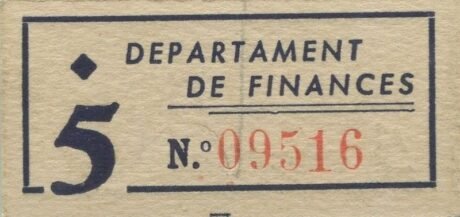 DEPARTAMENT
DE FINANCES
5
N.º 09516